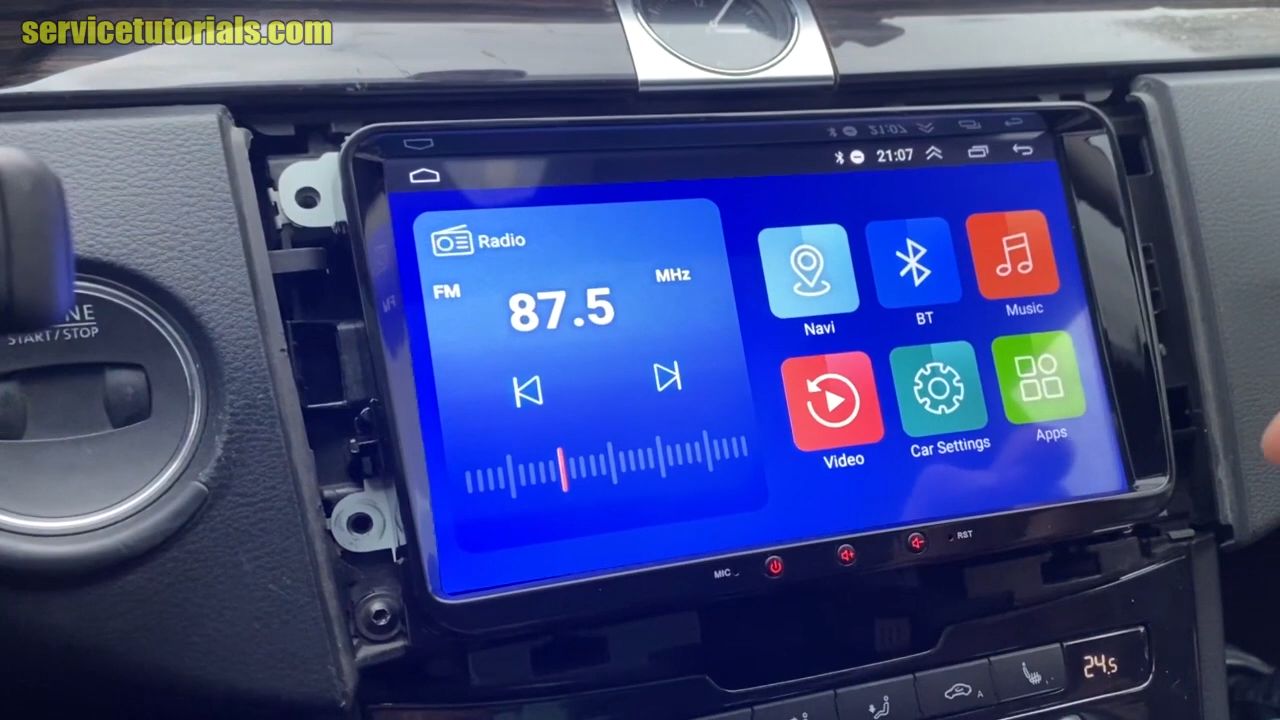 servicetutorials.com
12
21:07
Radio
FM
MHz
87.5
Navi
BT
Music
Video
Car Settings
Apps
START/STOP
MIC
RST
24.5
A